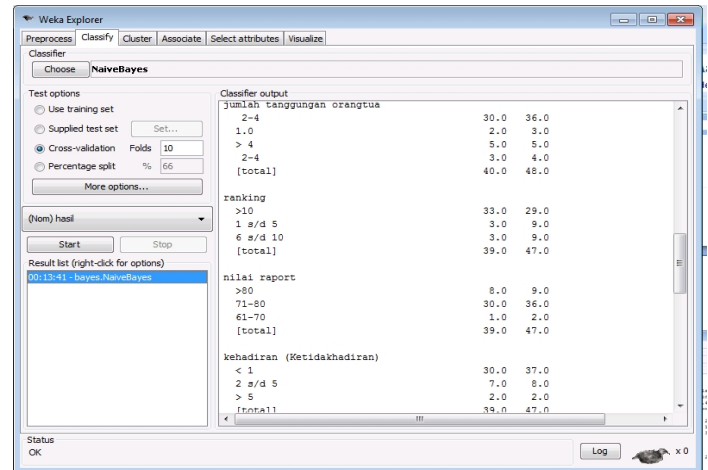 Weka Explorer
Preprocess Classify Cluster Associate Select attributes Visualize
Classifier
Choose NaiveBayes
Test options
Use training set
Supplied test set Set...
Cross-validation Folds 10
Percentage split % 66
More options...
(Nom) hasil
Start Stop
Result list (right-click for options)
00:13:41 - bayes.NaiveBayes
Classifier output
jumlah tanggungan orangtua
2-4 30.0 36.0
1.0 2.0 3.0
> 4 5.0 5.0
2-4 3.0 4.0
[total] 40.0 48.0
ranking
>10 33.0 29.0
1 s/d 5 3.0 9.0
6 s/d 10 3.0 9.0
[total] 39.0 47.0
nilai raport
>80 8.0 9.0
71-80 30.0 36.0
61-70 1.0 2.0
[total] 39.0 47.0
kehadiran (Ketidakhadiran)
< 1 30.0 37.0
2 s/d 5 7.0 8.0
> 5 2.0 2.0
[total] 39.0 47.0
Status
OK
Log x 0